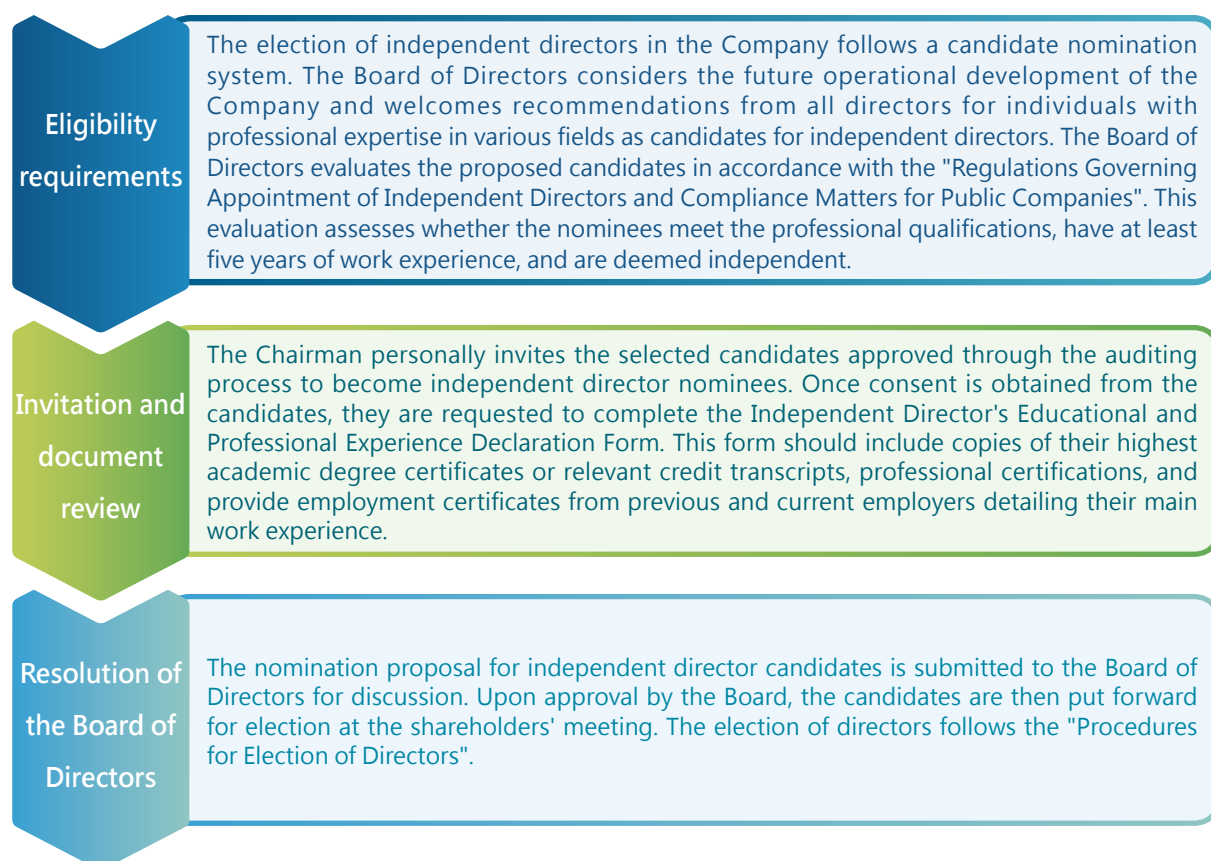 Eligibility
requirements
The election of independent directors in the Company follows a candidate nomination
system. The Board of Directors considers the future operational development of the
Company and welcomes recommendations from all directors for individuals with
professional expertise in various fields as candidates for independent directors. The Board of
Directors evaluates the proposed candidates in accordance with the "Regulations Governing
Appointment of Independent Directors and Compliance Matters for Public Companies". This
evaluation assesses whether the nominees meet the professional qualifications, have at least
five years of work experience, and are deemed independent.
Invitation and
document
review
The Chairman personally invites the selected candidates approved through the auditing
process to become independent director nominees. Once consent is obtained from the
candidates, they are requested to complete the Independent Director's Educational and
Professional Experience Declaration Form. This form should include copies of their highest
academic degree certificates or relevant credit transcripts, professional certifications, and
provide employment certificates from previous and current employers detailing their main
work experience.
Resolution of
the Board of
Directors
The nomination proposal for independent director candidates is submitted to the Board of
Directors for discussion. Upon approval by the Board, the candidates are then put forward
for election at the shareholders' meeting. The election of directors follows the "Procedures
for Election of Directors".